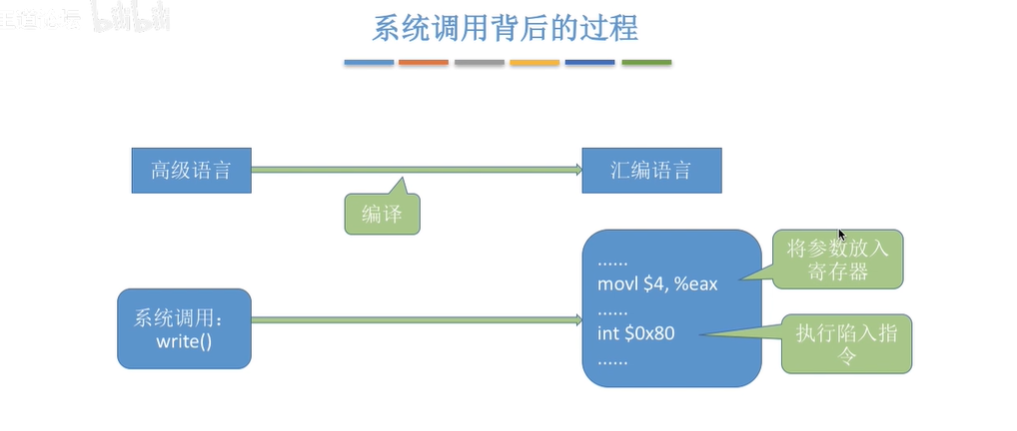 bilibili
系统调用背后的过程
高级语言
汇编语言
编译
系统调用：
write()
......
movl $4, %eax
......
int $0x80
......
将参数放入
寄存器
执行陷入指
令